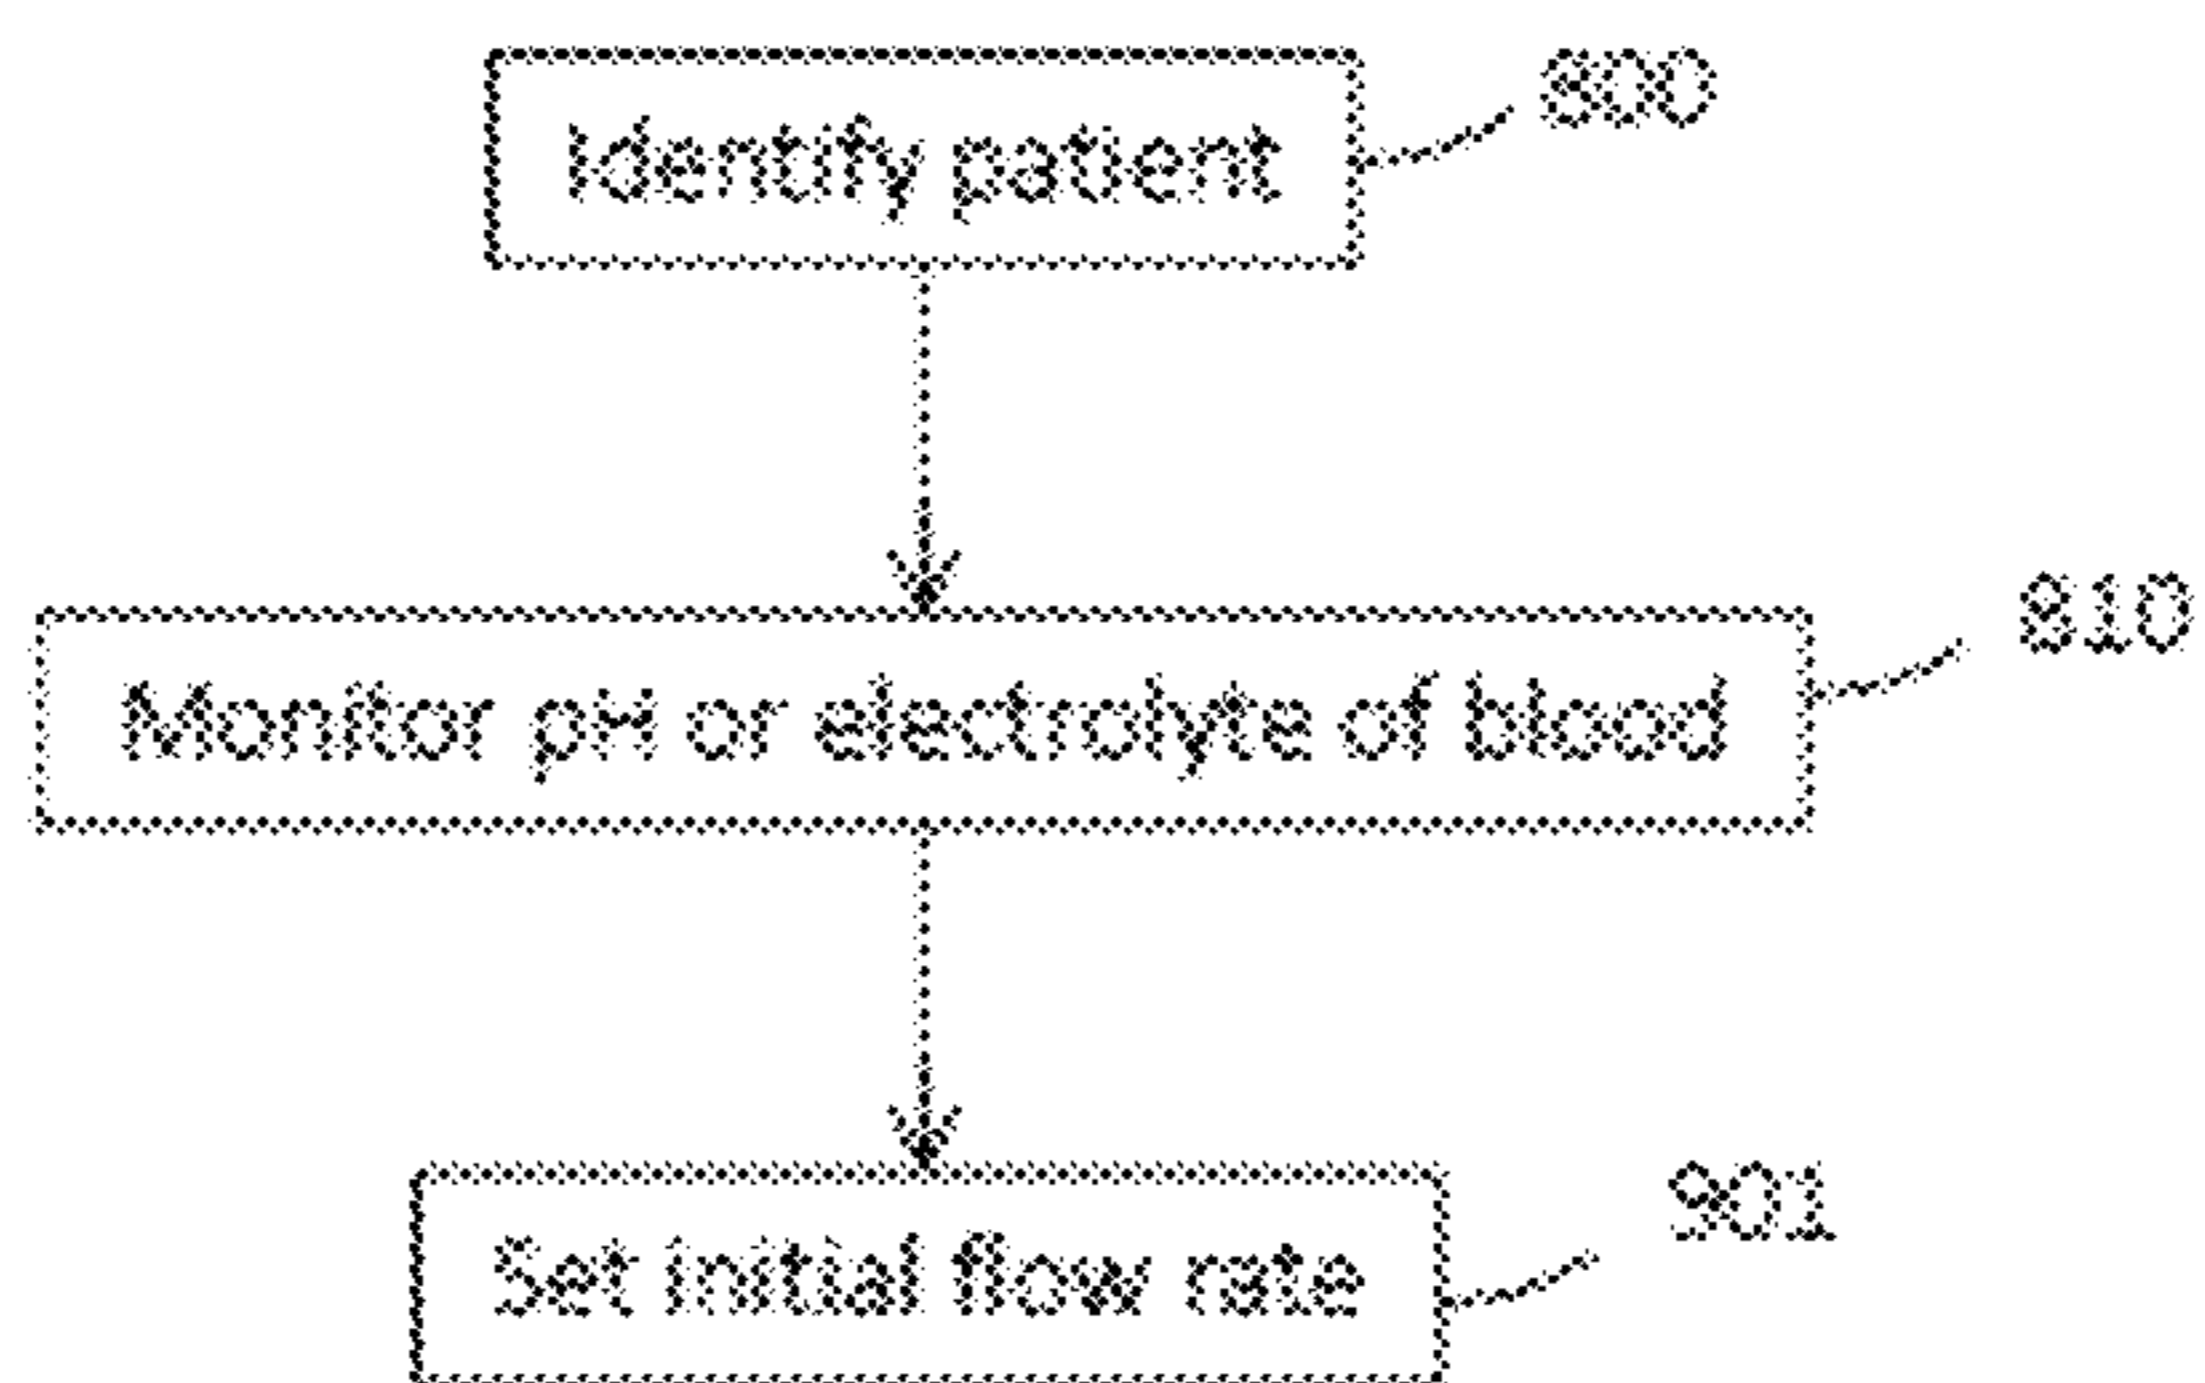 Identify patient
800
Monitor pH or electrolyte of blood
810
Set initial flow rate
901